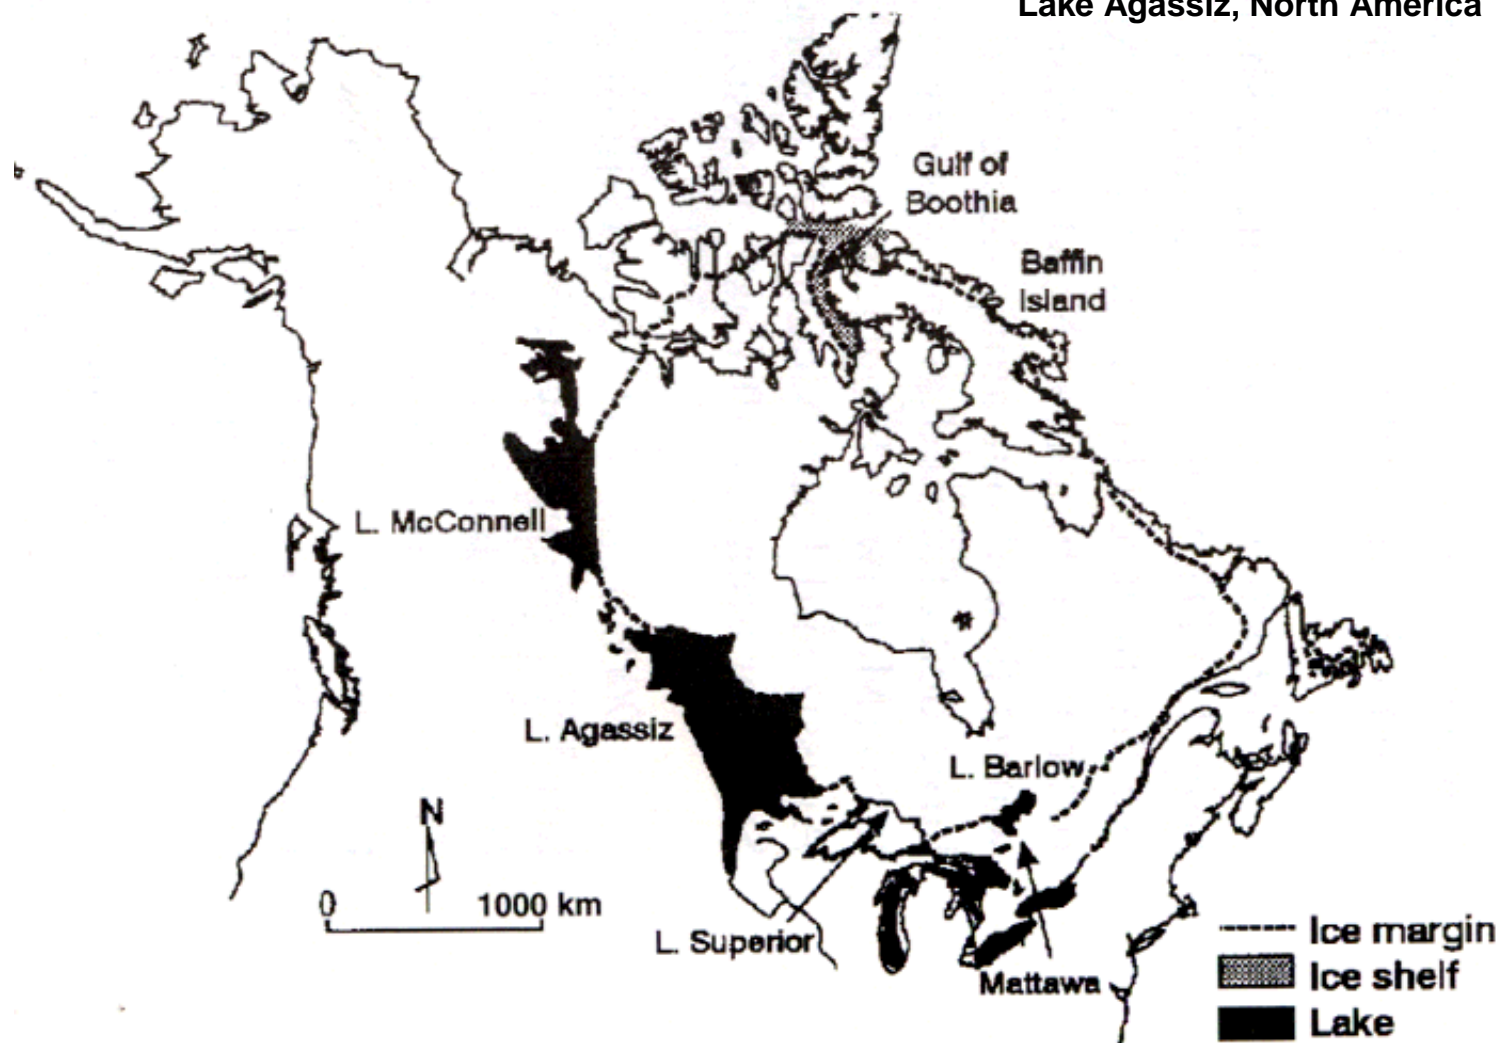 Lake Agassiz, North America
Gulf of
Boothia
Baffin
Island
L. McConnell
L. Agassiz
L. Barlow
N
0 1000 km
L. Superior
Mattawa
Ice margin
Ice shelf
Lake